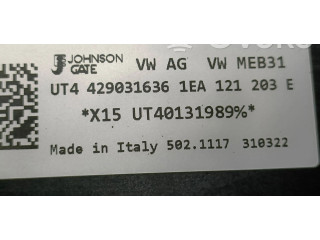 JOHNSON
GATE
VW AG VW MEB31
UT4 429031636 1EA 121 203 E
*X15 UT40131989%*
Made in Italy 502.1117 310322